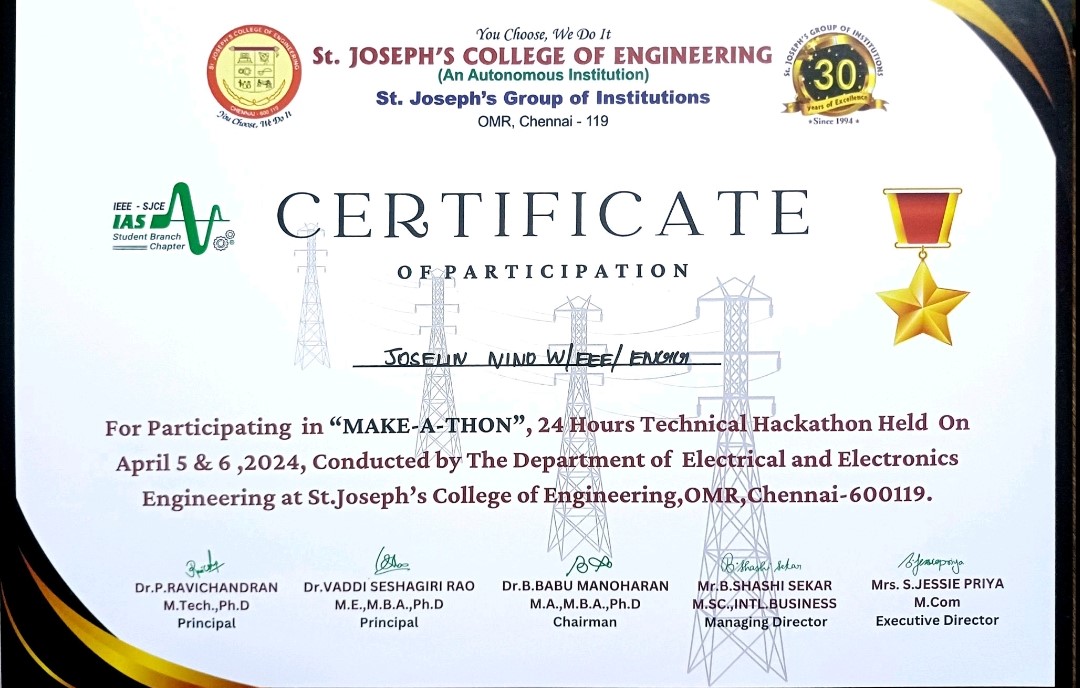 You Choose, We Do It
St. JOSEPH'S COLLEGE OF ENGINEERING
(An Autonomous Institution)
St. Joseph's Group of Institutions
OMR, Chennai - 119
ST. JOSEPH'S COLLEGE OF ENGINEERING
CHENNAI - 600 119
You Choose, We Do It
ST. JOSEPH'S GROUP OF INSTITUTIONS
30
Years of Excellence
Since 1994
IEEE - SJCE
IAS
Student Branch
Chapter
CERTIFICATE
OF PARTICIPATION
JOSELIN NINO W/EEE/
For Participating in “MAKE-A-THON”, 24 Hours Technical Hackathon Held On
April 5 & 6 ,2024, Conducted by The Department of Electrical and Electronics
Engineering at St.Joseph's College of Engineering,OMR,Chennai-600119.
B.Shashi Sekar
Dr.P.RAVICHANDRAN
M.Tech.,Ph.D
Principal
Dr.VADDI SESHAGIRI RAO
M.E.,M.B.A.,Ph.D
Principal
Dr.B.BABU MANOHARAN
M.A.,M.B.A.,Ph.D
Chairman
Mr.B.SHASHI SEKAR
M.SC.,INTL.BUSINESS
Managing Director
Mrs. S.JESSIE PRIYA
M.Com
Executive Director